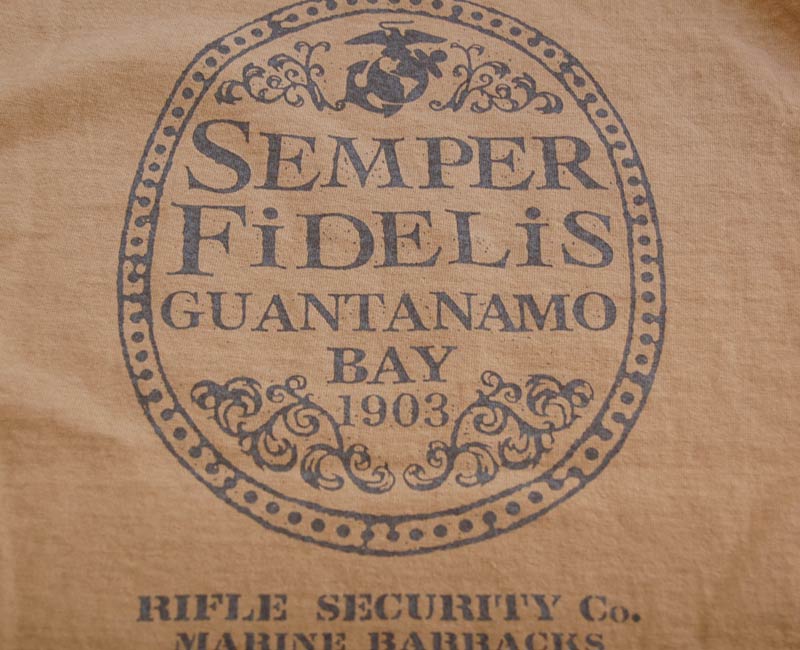 SEMPER
FiDELiS
GUANTANAMO
BAY
1903
RIFLE SECURITY Co.
MARINE BARRACKS